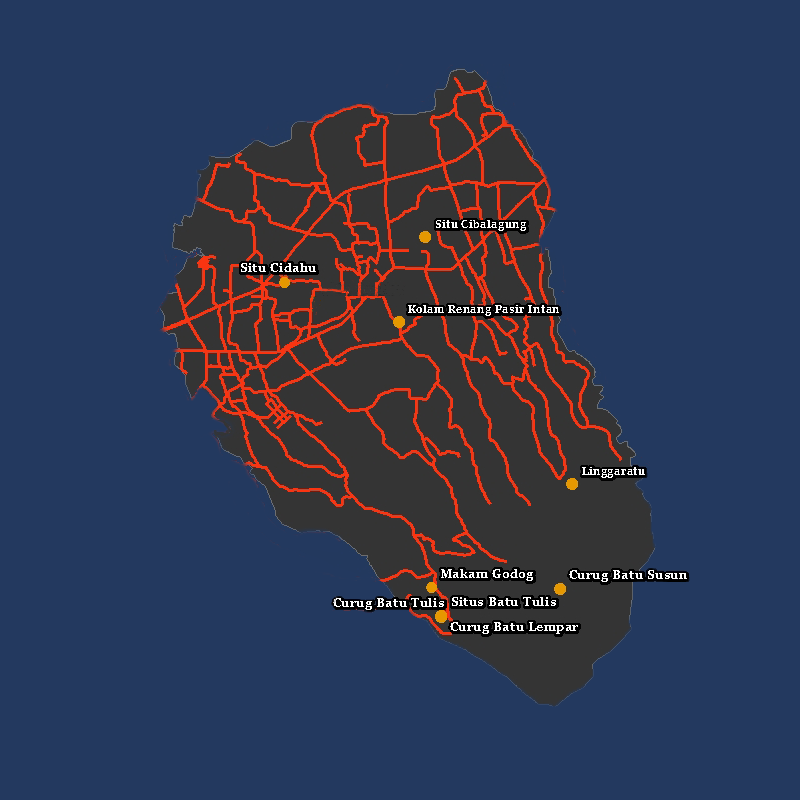 Situ Cibalagung
Situ Cidahu
Kolam Renang Pasir Intan
Linggaratu
Makam Godog
Curug Batu Susun
Curug Batu Tulis
Situs Batu Tulis
Curug Batu Lempar